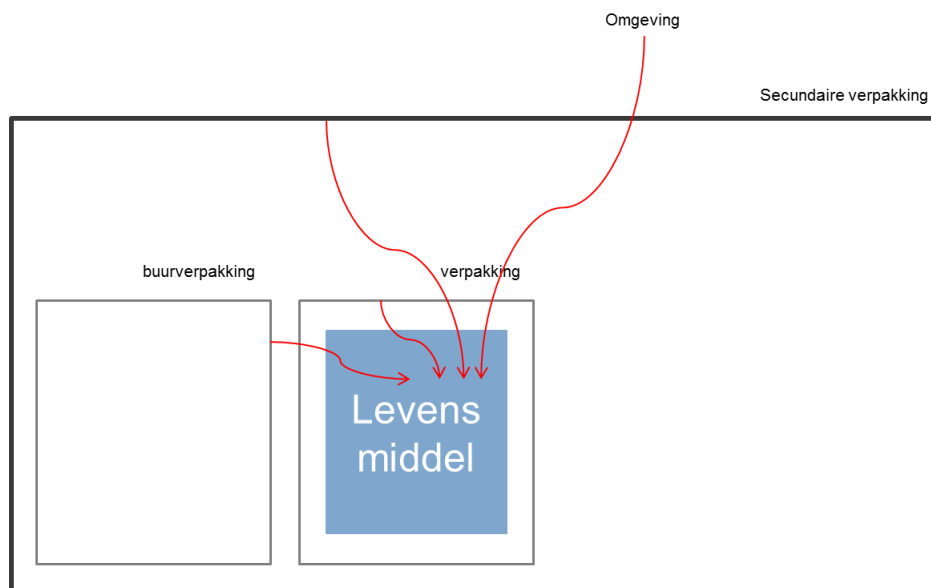 Omgeving
Secundaire verpakking
buurverpakking
verpakking
Levens
middel